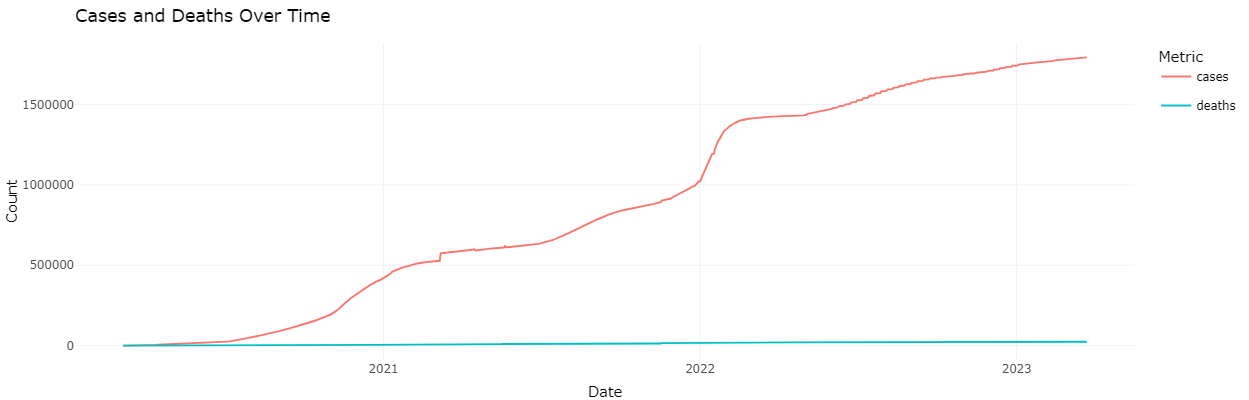 Cases and Deaths Over Time
Metric
cases
deaths
Count
1500000
1000000
500000
0
2021
2022
2023
Date